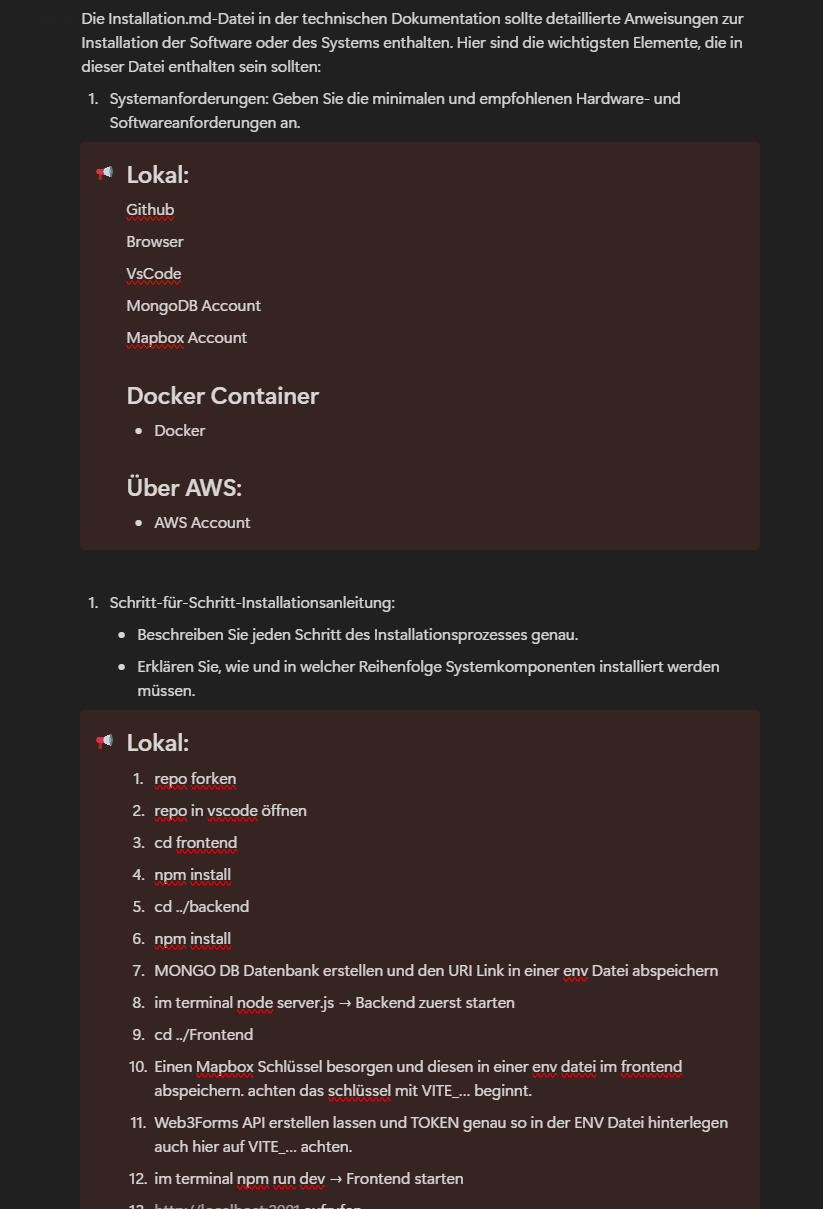 Die Installation.md-Datei in der technischen Dokumentation sollte detaillierte Anweisungen zur
Installation der Software oder des Systems enthalten. Hier sind die wichtigsten Elemente, die in
dieser Datei enthalten sein sollten:
1. Systemanforderungen: Geben Sie die minimalen und empfohlenen Hardware- und
Softwareanforderungen an.
Lokal:
Github
Browser
VsCode
MongoDB Account
Mapbox Account
Docker Container
• Docker
Über AWS:
• AWS Account
1. Schritt-für-Schritt-Installationsanleitung:
• Beschreiben Sie jeden Schritt des Installationsprozesses genau.
• Erklären Sie, wie und in welcher Reihenfolge Systemkomponenten installiert werden
müssen.
Lokal:
1. repo forken
2. repo in vscode öffnen
3. cd frontend
4. npm install
5. cd ../backend
6. npm install
7. MONGO DB Datenbank erstellen und den URI Link in einer env Datei abspeichern
8. im terminal node server.js → Backend zuerst starten
9. cd ../Frontend
10. Einen Mapbox Schlüssel besorgen und diesen in einer env datei im frontend
abspeichern. achten das schlüssel mit VITE_... beginnt.
11. Web3Forms API erstellen lassen und TOKEN genau so in der ENV Datei hinterlegen
auch hier auf VITE_... achten.
12. im terminal npm run dev → Frontend starten